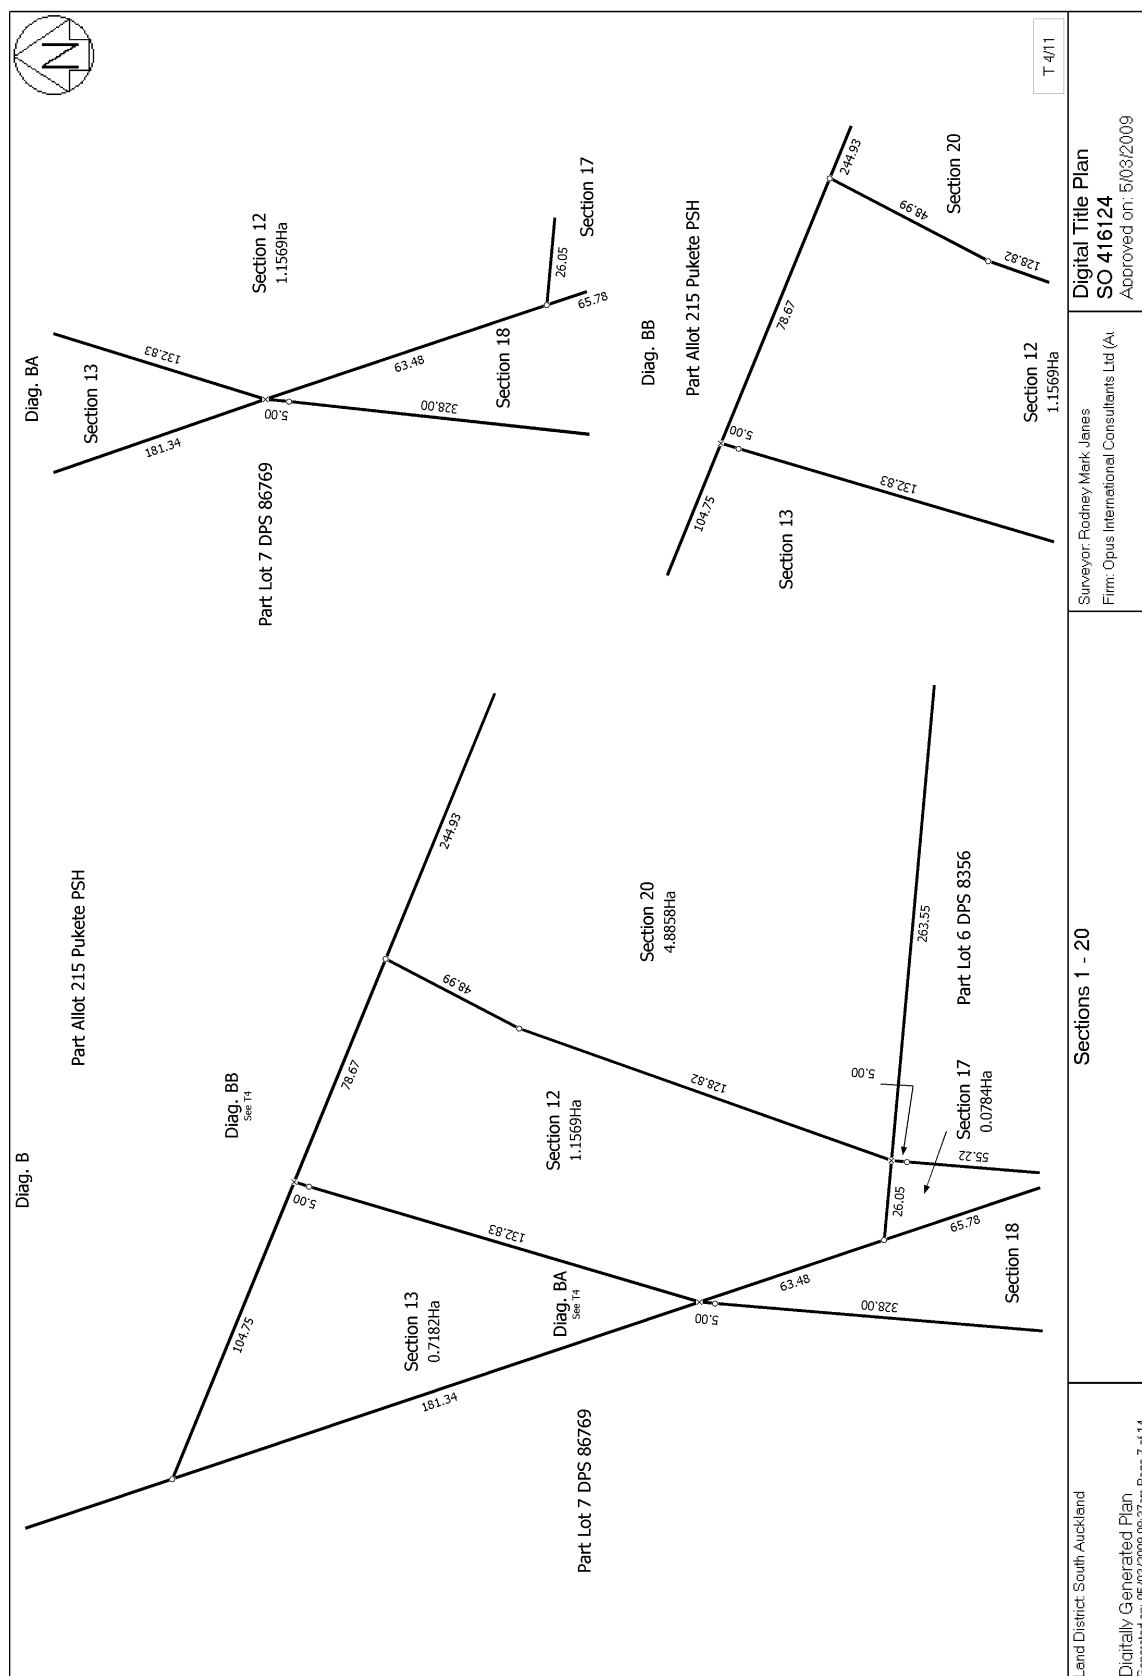 Diag. B
Part Allot 215 Pukete PSH
Diag. BB
See T4
244.93
78.67
104.75
5.00
48.99
128.82
132.83
Section 20
4.8858Ha
Section 12
1.1569Ha
Section 13
0.7182Ha
Diag. BA
See T4
181.34
Part Lot 7 DPS 86769
5.00
63.48
328.00
65.78
Section 18
26.05
5.00
55.22
Section 17
0.0784Ha
263.55
Part Lot 6 DPS 8356
Diag. BA
Section 13
132.83
181.34
5.00
Section 12
1.1569Ha
Part Lot 7 DPS 86769
63.48
328.00
Section 18
26.05
65.78
Section 17
Diag. BB
Part Allot 215 Pukete PSH
104.75
78.67
244.93
5.00
48.99
128.82
132.83
Section 13
Section 20
Section 12
1.1569Ha
N
T 4/11
Land District: South Auckland
Digitally Generated Plan
Sections 1 - 20
Surveyor: Rodney Mark Janes
Firm: Opus International Consultants Ltd (A
Digital Title Plan
SO 416124
Approved on: 5/03/2009